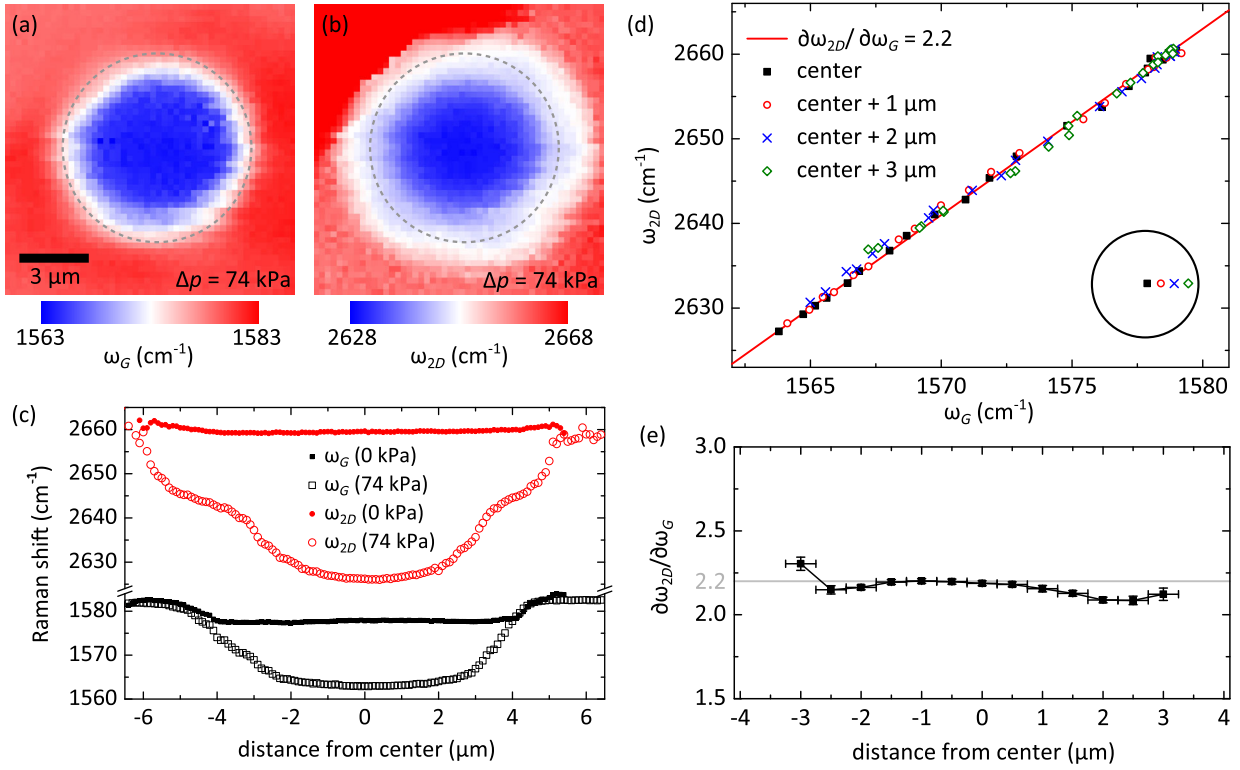 (a)
3 μm
Δp = 74 kPa
1563 1583
ω_G (cm⁻¹)
(b)
Δp = 74 kPa
2628 2668
ω_2D (cm⁻¹)
(c)
Raman shift (cm⁻¹)
2660
2650
2640
2630
1580
1570
1560
ω_G (0 kPa)
ω_G (74 kPa)
ω_2D (0 kPa)
ω_2D (74 kPa)
-6 -4 -2 0 2 4 6
distance from center (μm)
(d)
ω_2D (cm⁻¹)
2660
2650
2640
2630
∂ω_2D/ ∂ω_G = 2.2
center
center + 1 μm
center + 2 μm
center + 3 μm
1565 1570 1575 1580
ω_G (cm⁻¹)
(e)
∂ω_2D/∂ω_G
3.0
2.5
2.2
2.0
1.5
-4 -3 -2 -1 0 1 2 3 4
distance from center (μm)